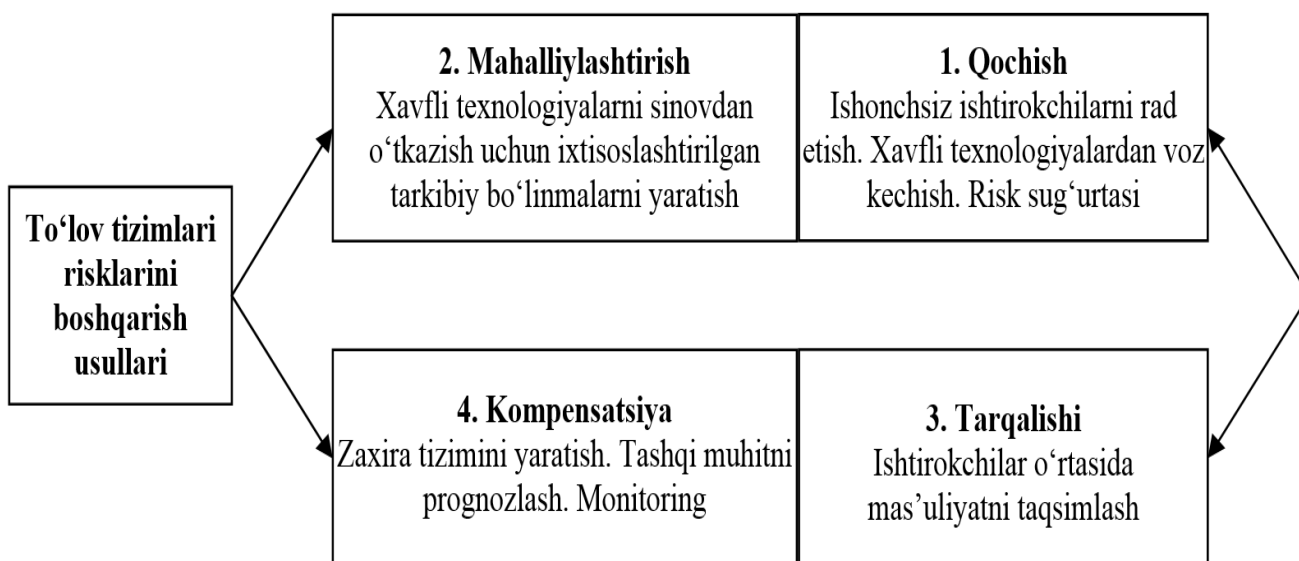 To‘lov tizimlari
risklarini
boshqarish
usullari
2. Mahalliylashtirish
Xavfli texnologiyalarni sinovdan
o‘tkazish uchun ixtisoslashtirilgan
tarkibiy bo‘linmalarni yaratish
1. Qochish
Ishonchsiz ishtirokchilarni rad
etish. Xavfli texnologiyalardan voz
kechish. Risk sug‘urtasi
4. Kompensatsiya
Zaxira tizimini yaratish. Tashqi muhitni
prognozlash. Monitoring
3. Tarqalishi
Ishtirokchilar o‘rtasida
mas’uliyatni taqsimlash